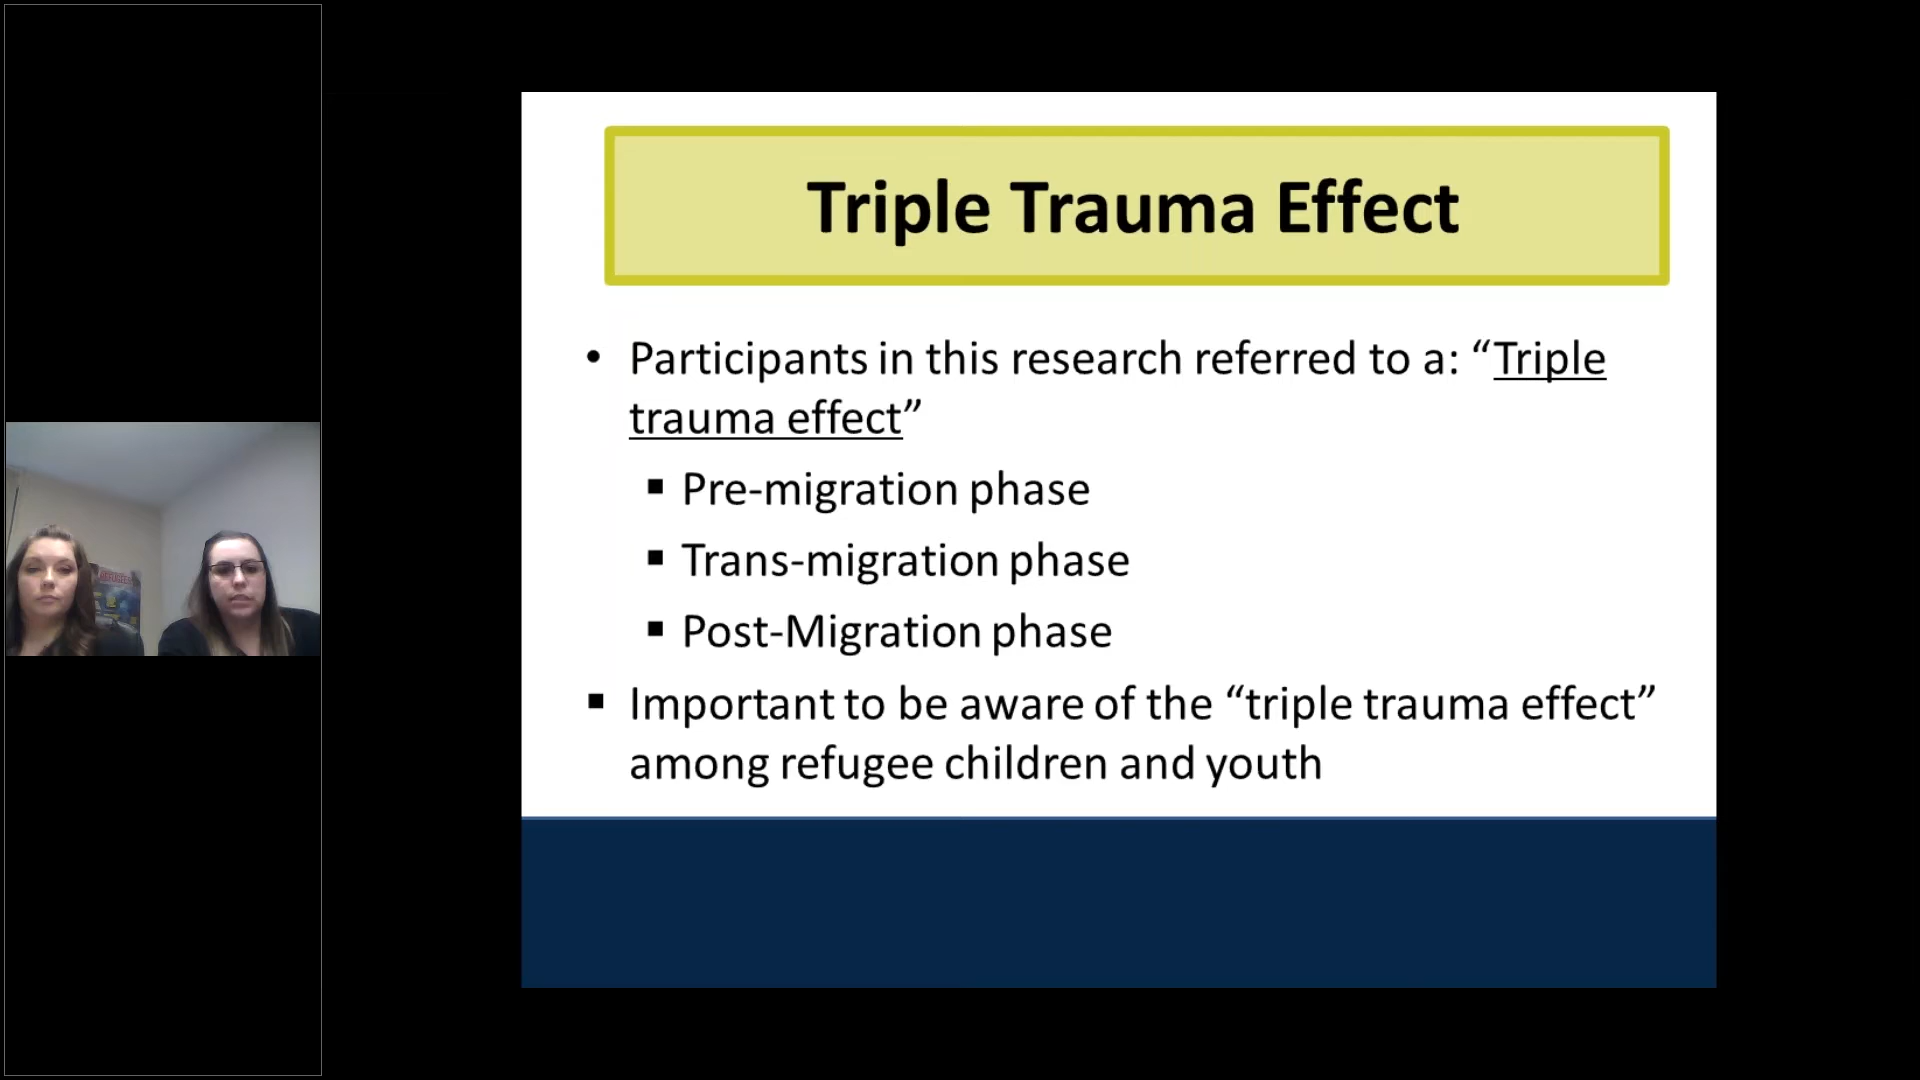 Triple Trauma Effect
• Participants in this research referred to a: “Triple
trauma effect”
▪ Pre-migration phase
▪ Trans-migration phase
▪ Post-Migration phase
▪ Important to be aware of the “triple trauma effect”
among refugee children and youth